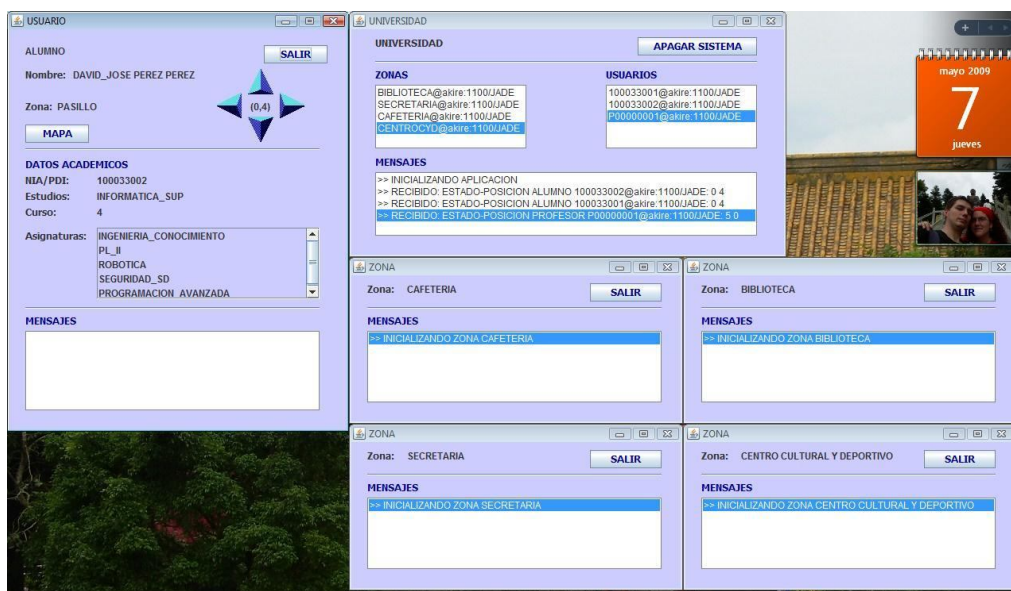 USUARIO
ALUMNO
SALIR
Nombre: DAVID_JOSE PEREZ PEREZ
Zona: PASILLO
(0,4)
MAPA
DATOS ACADEMICOS
NIA/PDI: 100033002
Estudios: INFORMATICA_SUP
Curso: 4
Asignaturas: INGENIERIA_CONOCIMIENTO
PL_II
ROBOTICA
SEGURIDAD_SD
PROGRAMACION_AVANZADA
MENSAJES
UNIVERSIDAD
UNIVERSIDAD
APAGAR SISTEMA
ZONAS
BIBLIOTECA@akire:1100/JADE
SECRETARIA@akire:1100/JADE
CAFETERIA@akire:1100/JADE
CENTROCYD@akire:1100/JADE
USUARIOS
100033001@akire:1100/JADE
100033002@akire:1100/JADE
P00000001@akire:1100/JADE
MENSAJES
>> INICIALIZANDO APLICACION
>> RECIBIDO: ESTADO-POSICION ALUMNO 100033002@akire:1100/JADE: 0 4
>> RECIBIDO: ESTADO-POSICION ALUMNO 100033001@akire:1100/JADE: 0 4
>> RECIBIDO: ESTADO-POSICION PROFESOR P00000001@akire:1100/JADE: 5 0
mayo 2009
7
jueves
ZONA
Zona: CAFETERIA
SALIR
MENSAJES
>> INICIALIZANDO ZONA CAFETERIA
ZONA
Zona: BIBLIOTECA
SALIR
MENSAJES
>> INICIALIZANDO ZONA BIBLIOTECA
ZONA
Zona: SECRETARIA
SALIR
MENSAJES
>> INICIALIZANDO ZONA SECRETARIA
ZONA
Zona: CENTRO CULTURAL Y DEPORTIVO
SALIR
MENSAJES
>> INICIALIZANDO ZONA CENTRO CULTURAL Y DEPORTIVO